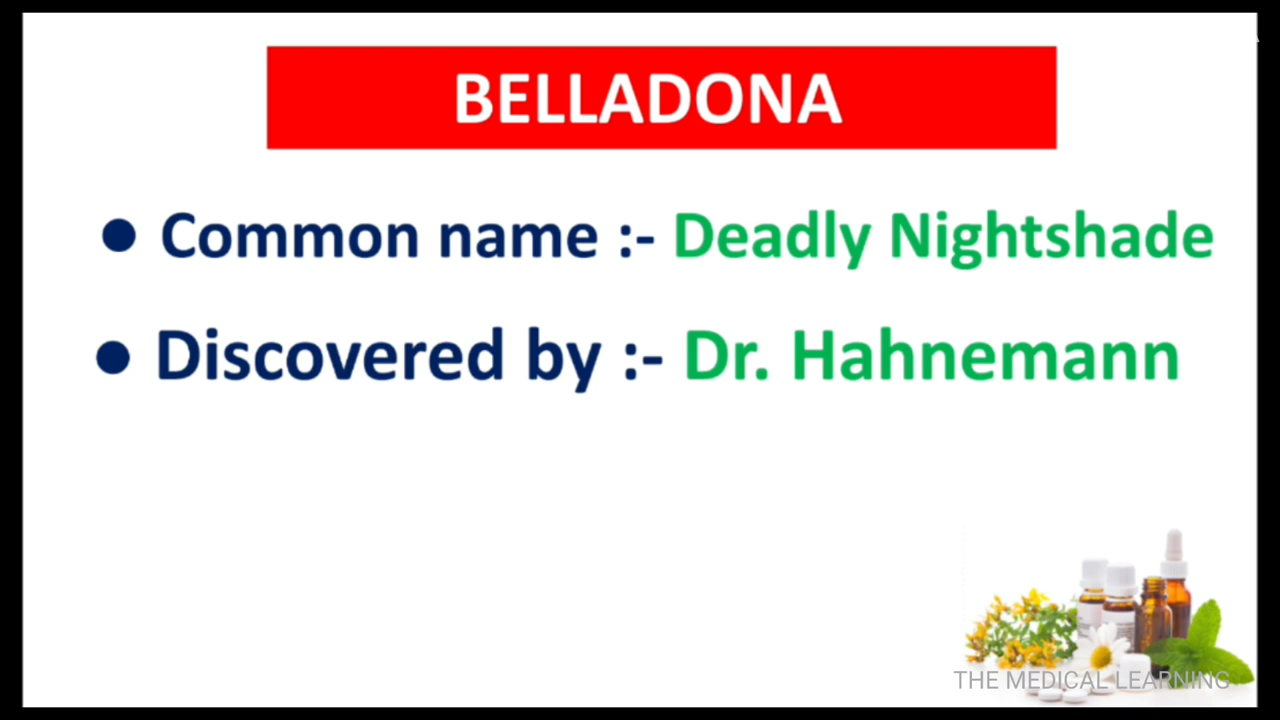 BELLADONA
● Common name :- Deadly Nightshade
● Discovered by :- Dr. Hahnemann
THE MEDICAL LEARNING